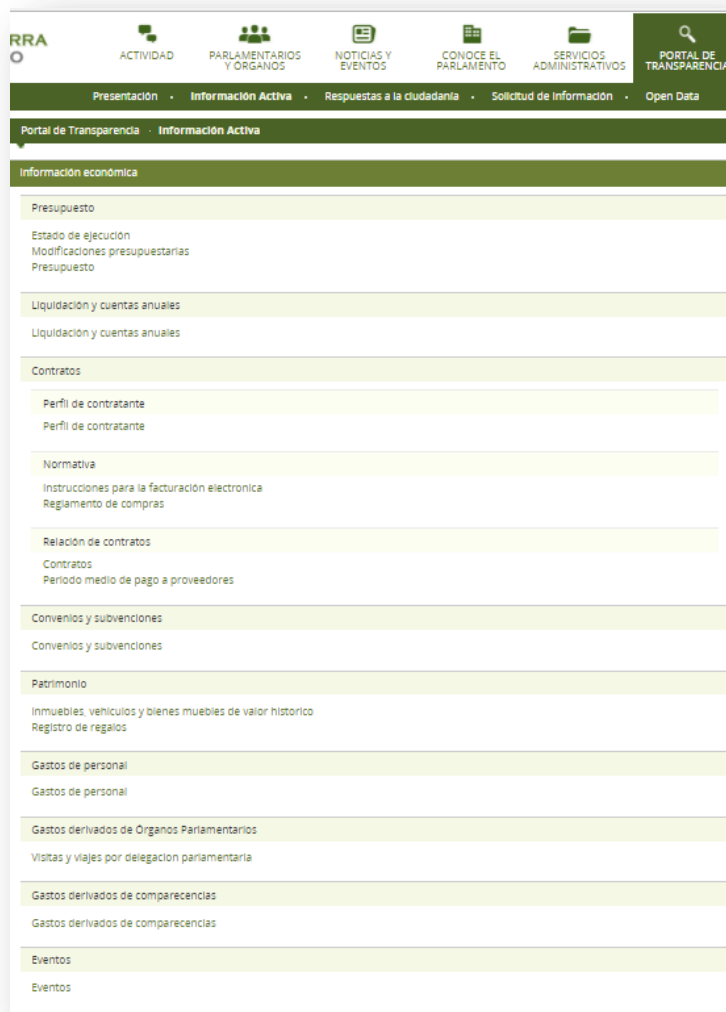 RRA
O
ACTIVIDAD
PARLAMENTARIOS
Y ÓRGANOS
NOTICIAS Y
EVENTOS
CONOCE EL
PARLAMENTO
SERVICIOS
ADMINISTRATIVOS
PORTAL DE
TRANSPARENCIA
Presentación · Información Activa · Respuestas a la ciudadanía · Solicitud de Información · Open Data
Portal de Transparencia · Información Activa
Información económica
Presupuesto
Estado de ejecución
Modificaciones presupuestarias
Presupuesto
Liquidación y cuentas anuales
Liquidación y cuentas anuales
Contratos
Perfil de contratante
Perfil de contratante
Normativa
Instrucciones para la facturación electronica
Reglamento de compras
Relación de contratos
Contratos
Periodo medio de pago a proveedores
Convenios y subvenciones
Convenios y subvenciones
Patrimonio
Inmuebles, vehículos y bienes muebles de valor historico
Registro de regalos
Gastos de personal
Gastos de personal
Gastos derivados de Órganos Parlamentarios
Visitas y viajes por delegacion parlamentaria
Gastos derivados de comparecencias
Gastos derivados de comparecencias
Eventos
Eventos